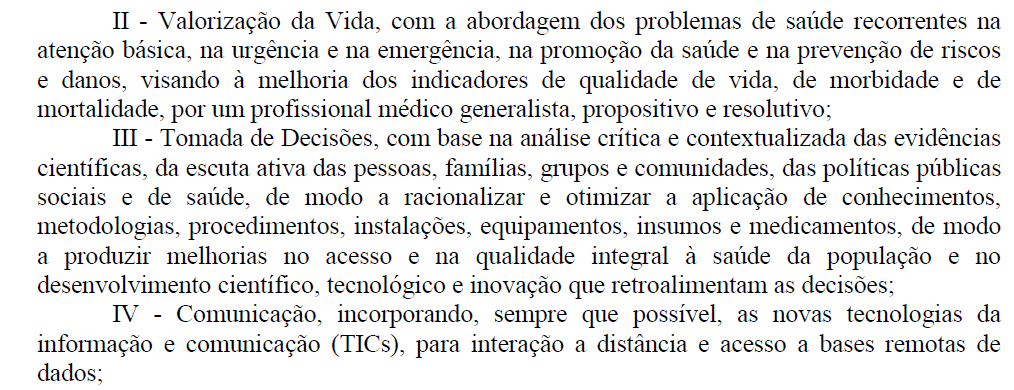 II - Valorização da Vida, com a abordagem dos problemas de saúde recorrentes na
atenção básica, na urgência e na emergência, na promoção da saúde e na prevenção de riscos
e danos, visando à melhoria dos indicadores de qualidade de vida, de morbidade e de
mortalidade, por um profissional médico generalista, propositivo e resolutivo;
III - Tomada de Decisões, com base na análise crítica e contextualizada das evidências
científicas, da escuta ativa das pessoas, famílias, grupos e comunidades, das políticas públicas
sociais e de saúde, de modo a racionalizar e otimizar a aplicação de conhecimentos,
metodologias, procedimentos, instalações, equipamentos, insumos e medicamentos, de modo
a produzir melhorias no acesso e na qualidade integral à saúde da população e no
desenvolvimento científico, tecnológico e inovação que retroalimentam as decisões;
IV - Comunicação, incorporando, sempre que possível, as novas tecnologias da
informação e comunicação (TICs), para interação a distância e acesso a bases remotas de
dados;